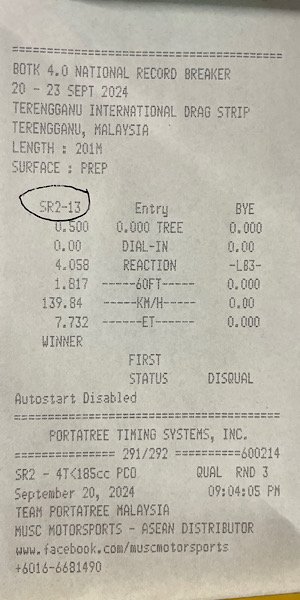 ========================================
BOTK 4.0 NATIONAL RECORD BREAKER
20 - 23 SEPT 2024
TERENGGANU INTERNATIONAL DRAG STRIP
TERENGGANU, MALAYSIA
LENGTH : 201M
SURFACE : PREP
SR2-13 Entry BYE
0.500 0.000 TREE 0.000
0.00 DIAL-IN 0.00
4.058 REACTION -LB3-
1.817 -----60FT----- 0.000
139.84 -----KM/H----- 0.00
7.732 ------ET------ 0.000
WINNER
FIRST
STATUS DISQUAL
Autostart Disabled
========================================
PORTATREE TIMING SYSTEMS, INC.
=============== 291/292 ==========600214
SR2 - 4T<185cc PCO QUAL RND 3
September 20, 2024 09:04:05 PM
TEAM PORTATREE MALAYSIA
MUSC MOTORSPORTS - ASEAN DISTRIBUTOR
www.facebook.com/muscmotorsports
+6016-6681490